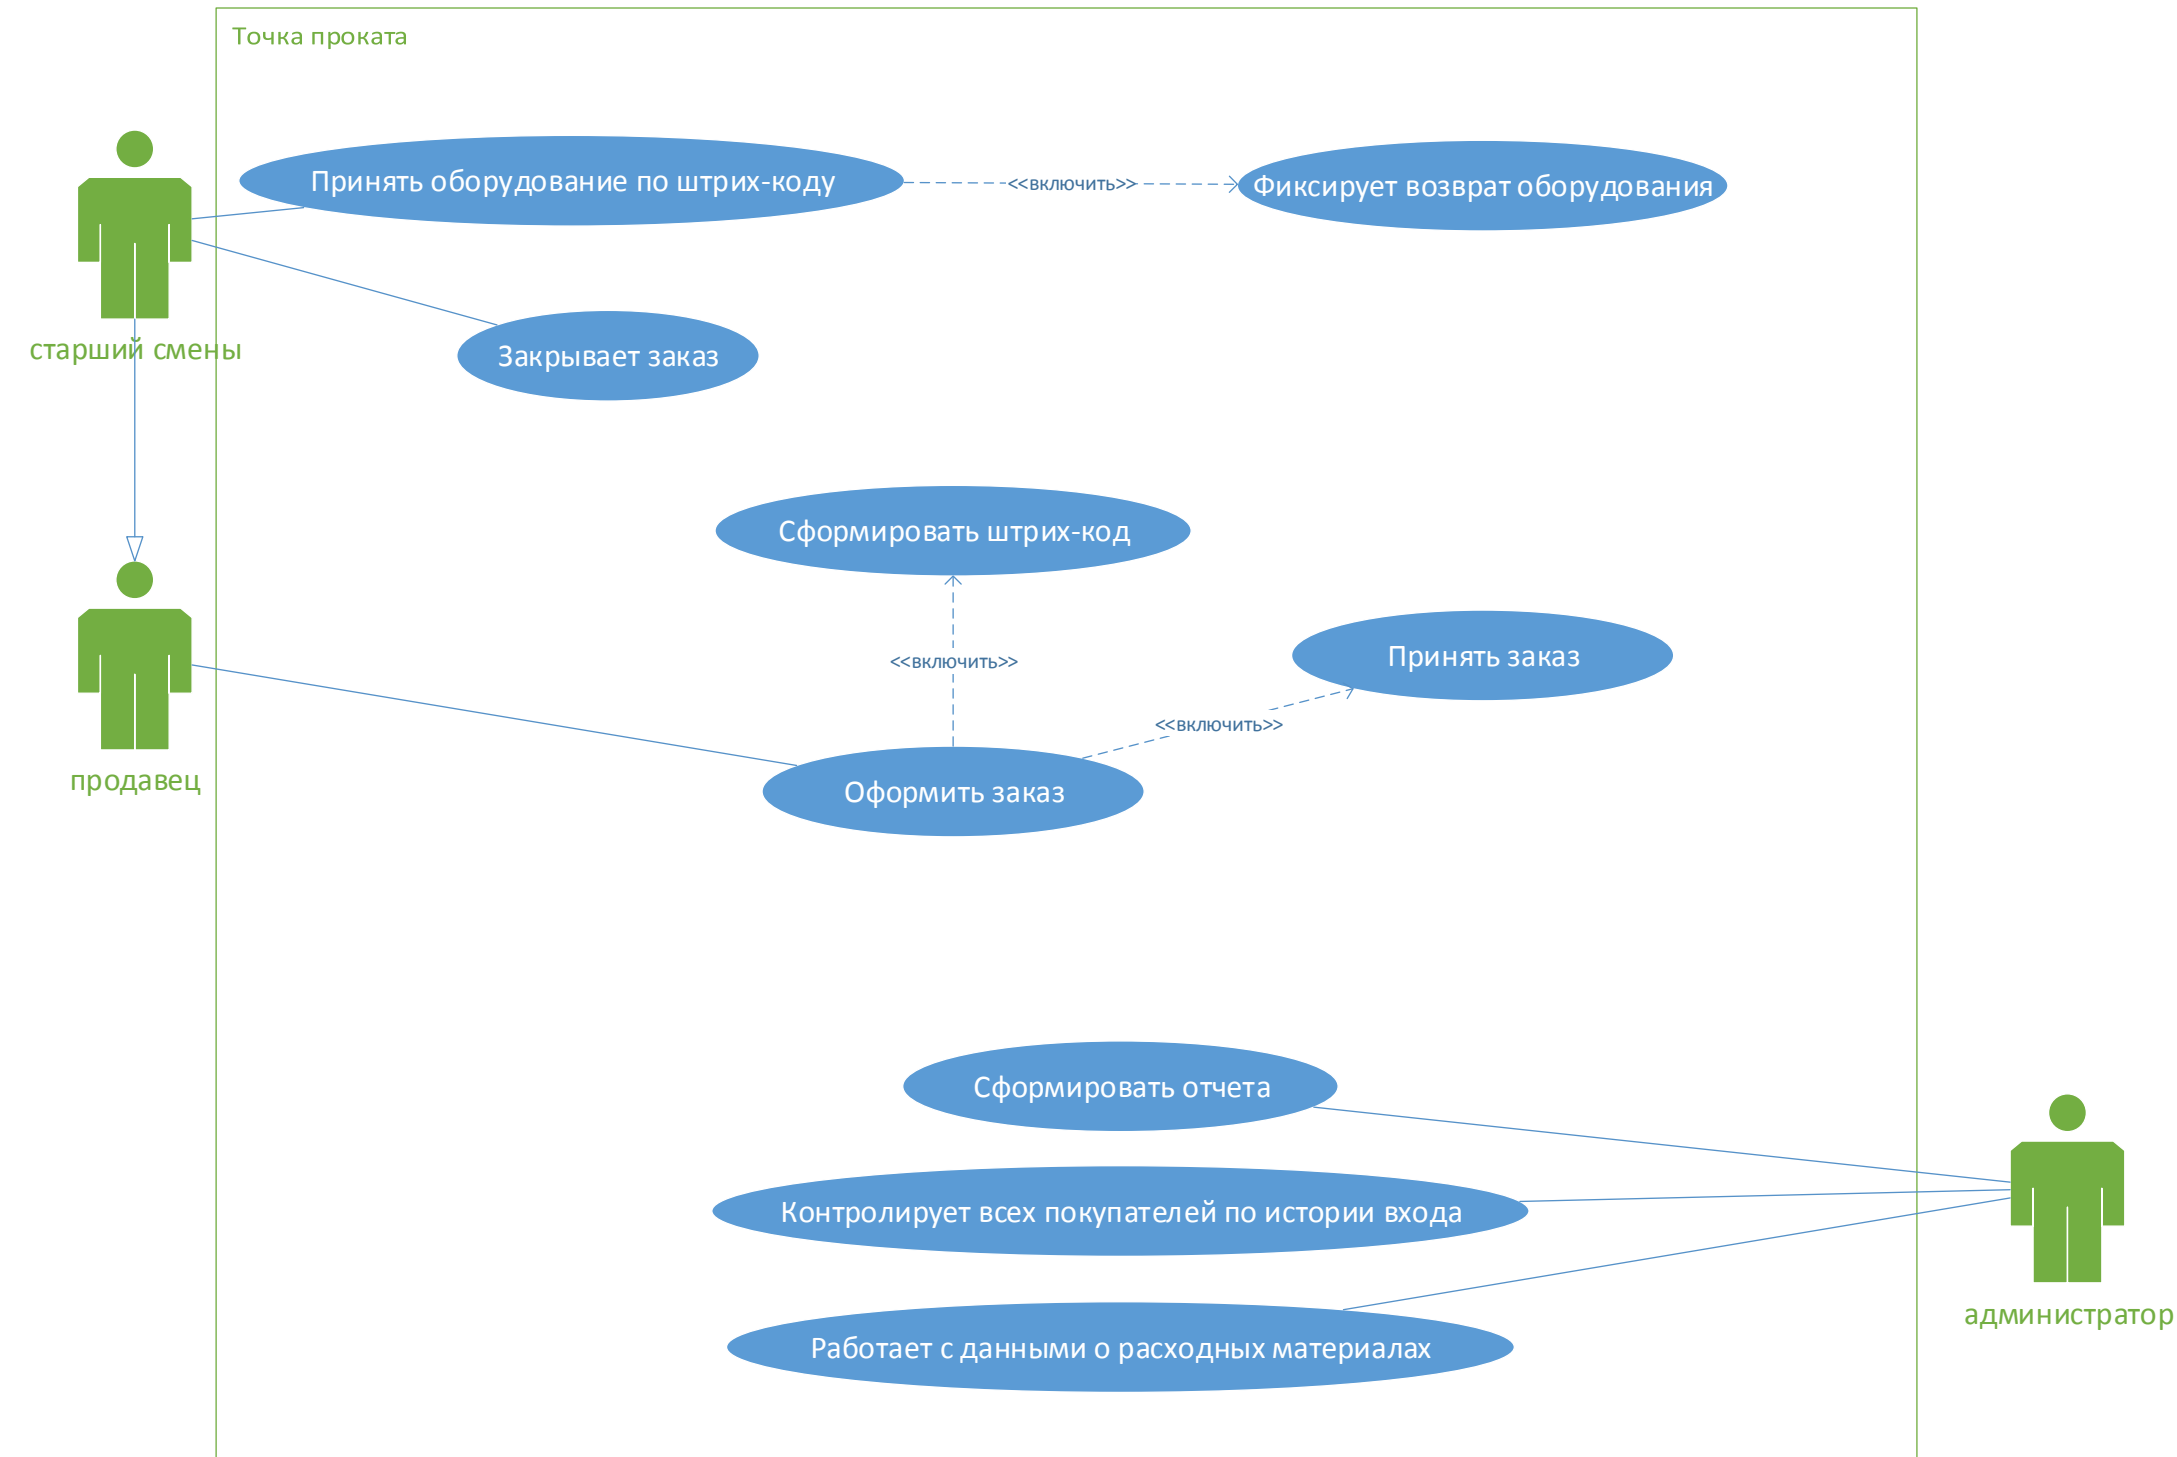 Точка проката
Принять оборудование по штрих-коду
<<включить>>
Фиксирует возврат оборудования
старший смены
Закрывает заказ
Сформировать штрих-код
<<включить>>
Принять заказ
<<включить>>
продавец
Оформить заказ
Сформировать отчета
Контролирует всех покупателей по истории входа
администратор
Работает с данными о расходных материалах